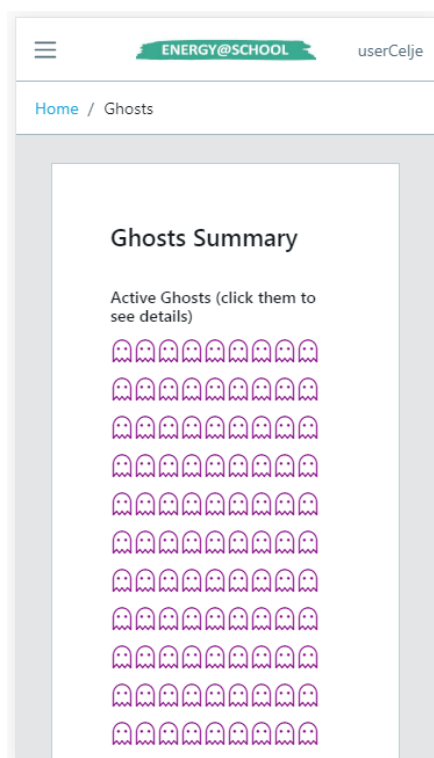 ENERGY@SCHOOL userCelje
Home / Ghosts
Ghosts Summary
Active Ghosts (click them to
see details)